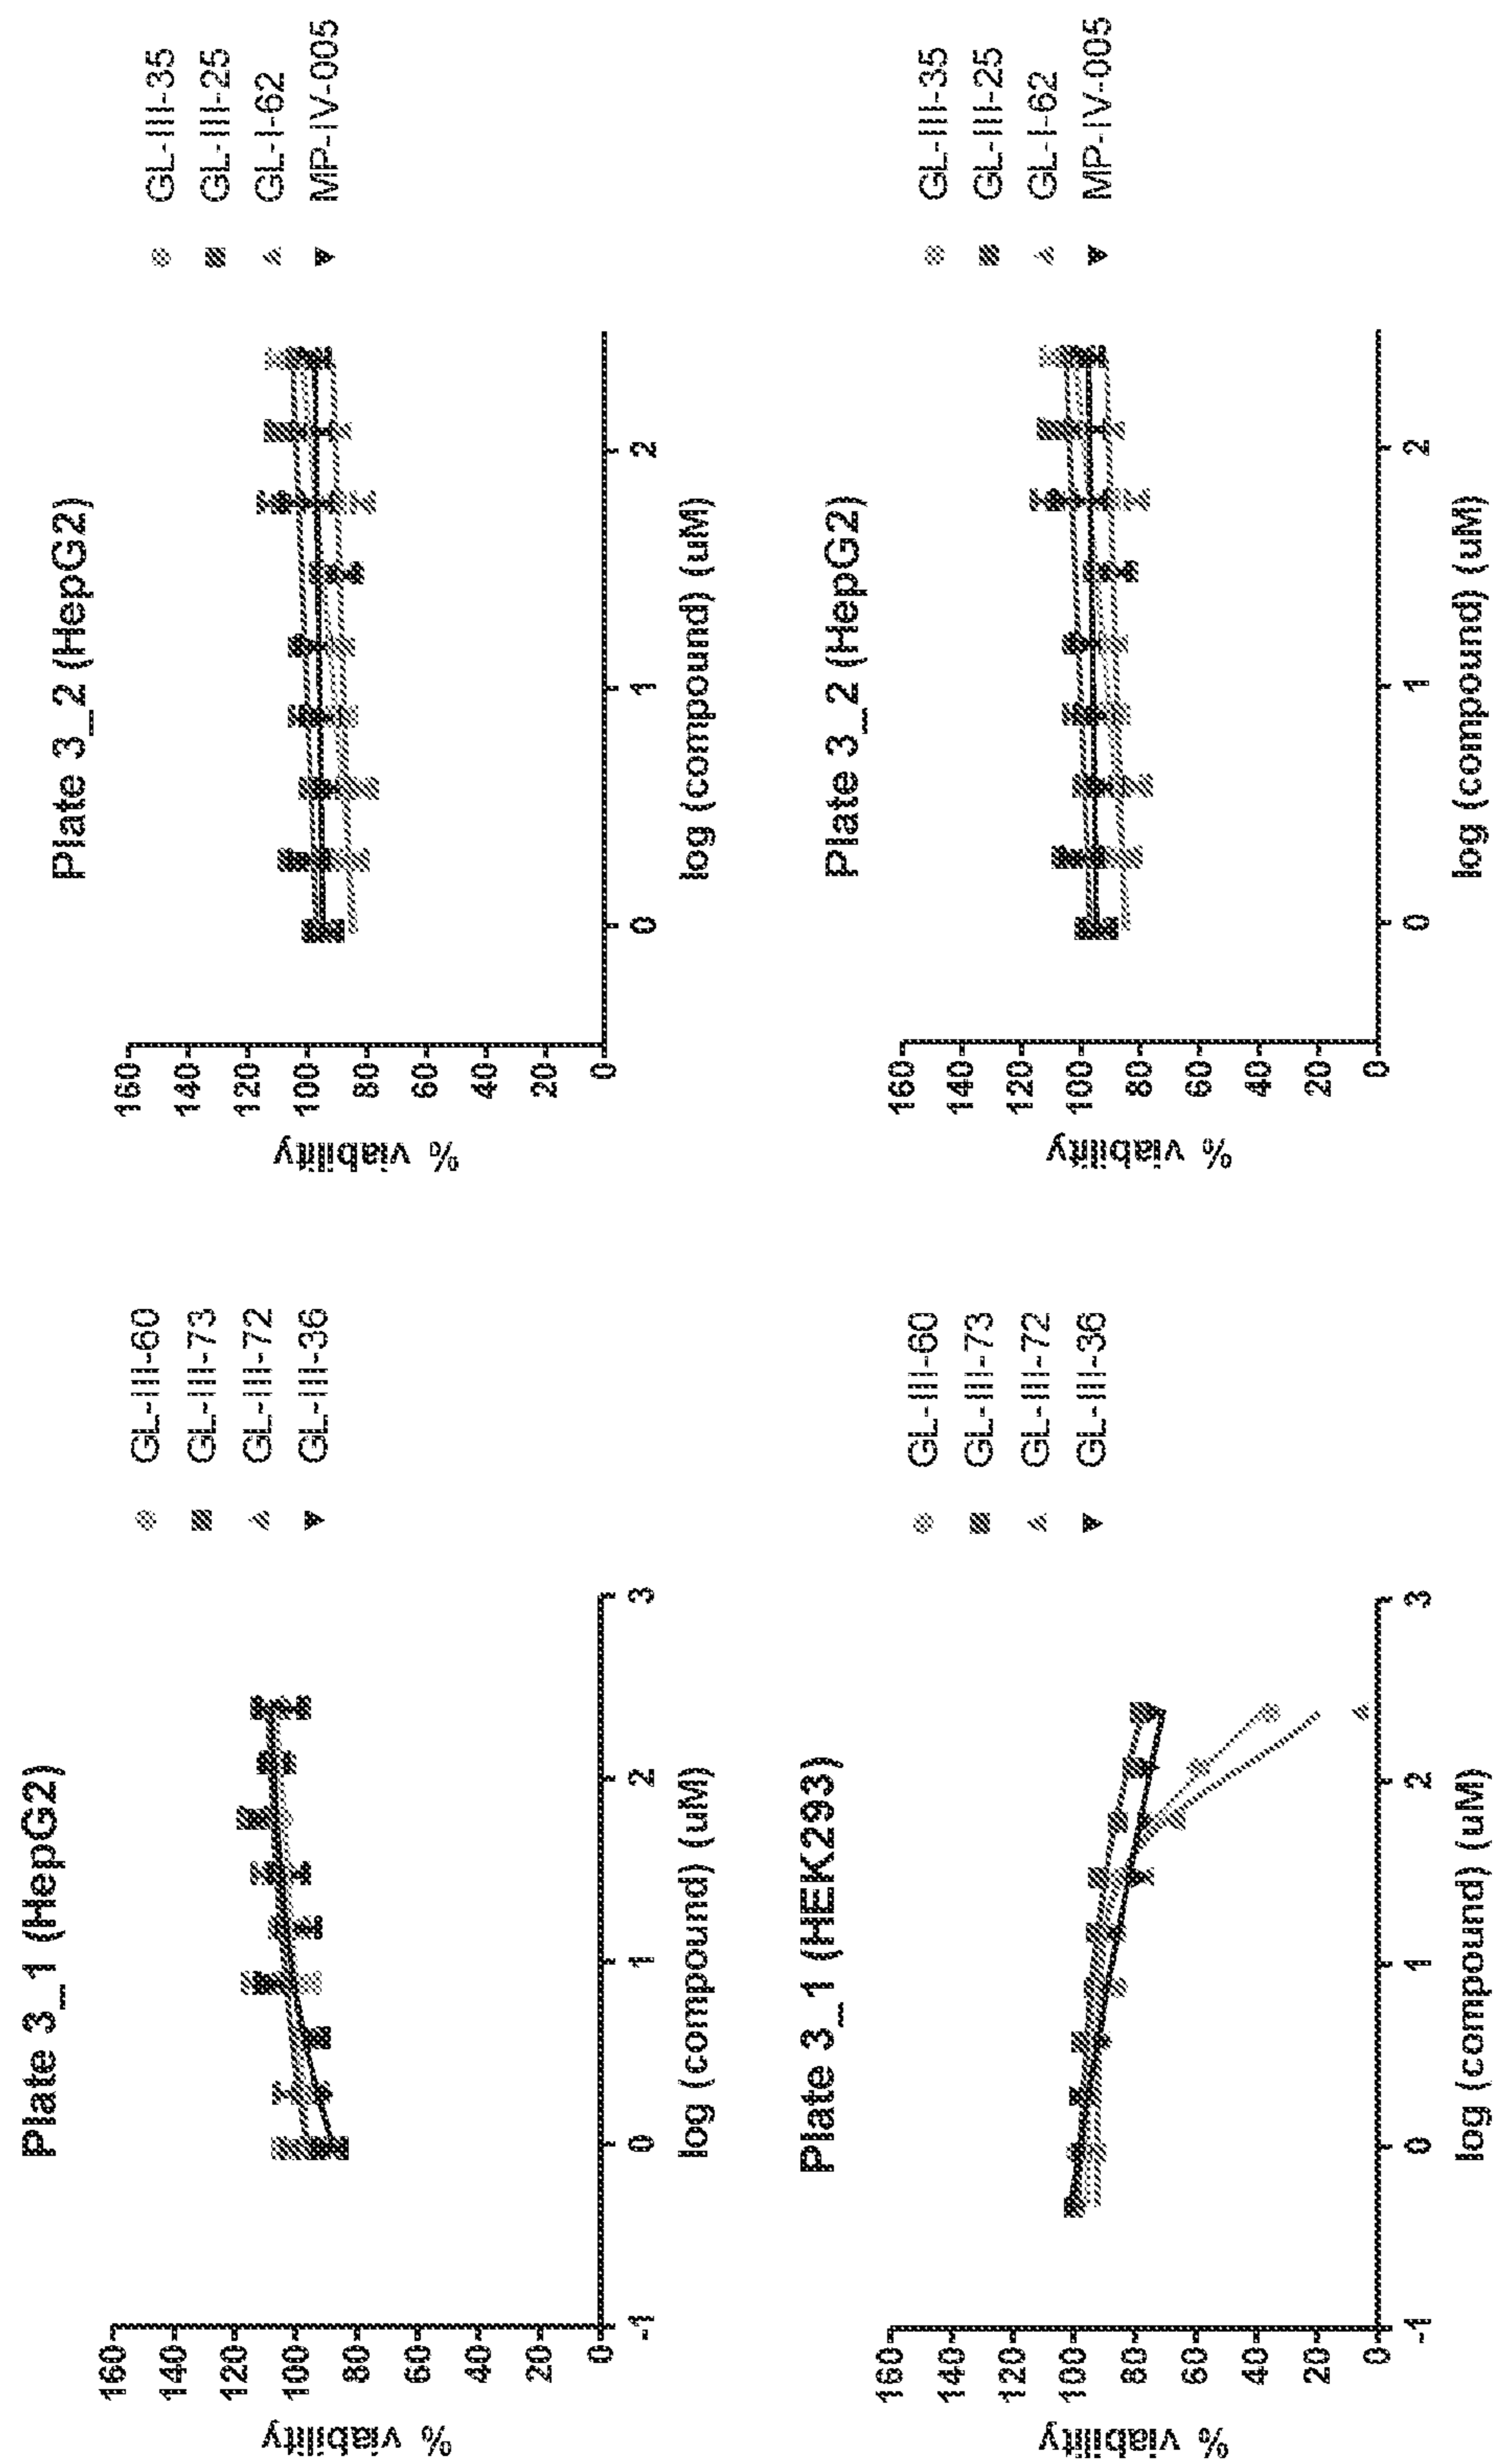 Plate 3_1 (HepG2)
% viability
160
140
120
100
80
60
40
20
0
-1
0
1
2
3
log (compound) (uM)
GL-III-60
GL-III-73
GL-III-72
GL-III-36
Plate 3_2 (HepG2)
% viability
160
140
120
100
80
60
40
20
0
0
1
2
log (compound) (uM)
GL-III-35
GL-III-25
GL-I-62
MP-IV-005
Plate 3_1 (HEK293)
% viability
160
140
120
100
80
60
40
20
0
-1
0
1
2
3
log (compound) (uM)
GL-III-60
GL-III-73
GL-III-72
GL-III-36
Plate 3_2 (HepG2)
% viability
160
140
120
100
80
60
40
20
0
0
1
2
log (compound) (uM)
GL-III-35
GL-III-25
GL-I-62
MP-IV-005